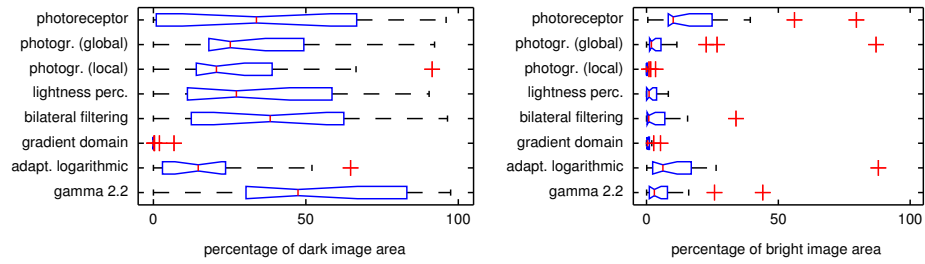 photoreceptor
photogr. (global)
photogr. (local)
lightness perc.
bilateral filtering
gradient domain
adapt. logarithmic
gamma 2.2
0
50
100
percentage of dark image area
photoreceptor
photogr. (global)
photogr. (local)
lightness perc.
bilateral filtering
gradient domain
adapt. logarithmic
gamma 2.2
0
50
100
percentage of bright image area